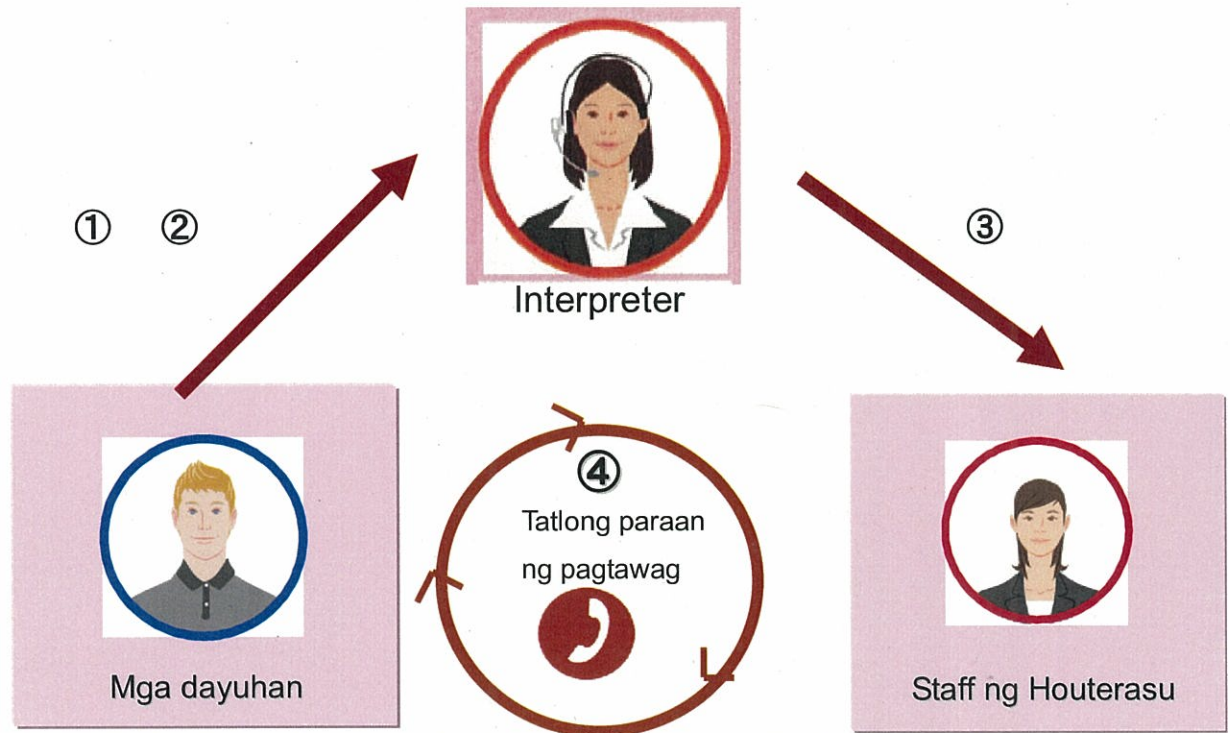 Interpreter
① ②
③
④
Tatlong paraan
ng pagtawag
Mga dayuhan
Staff ng Houterasu